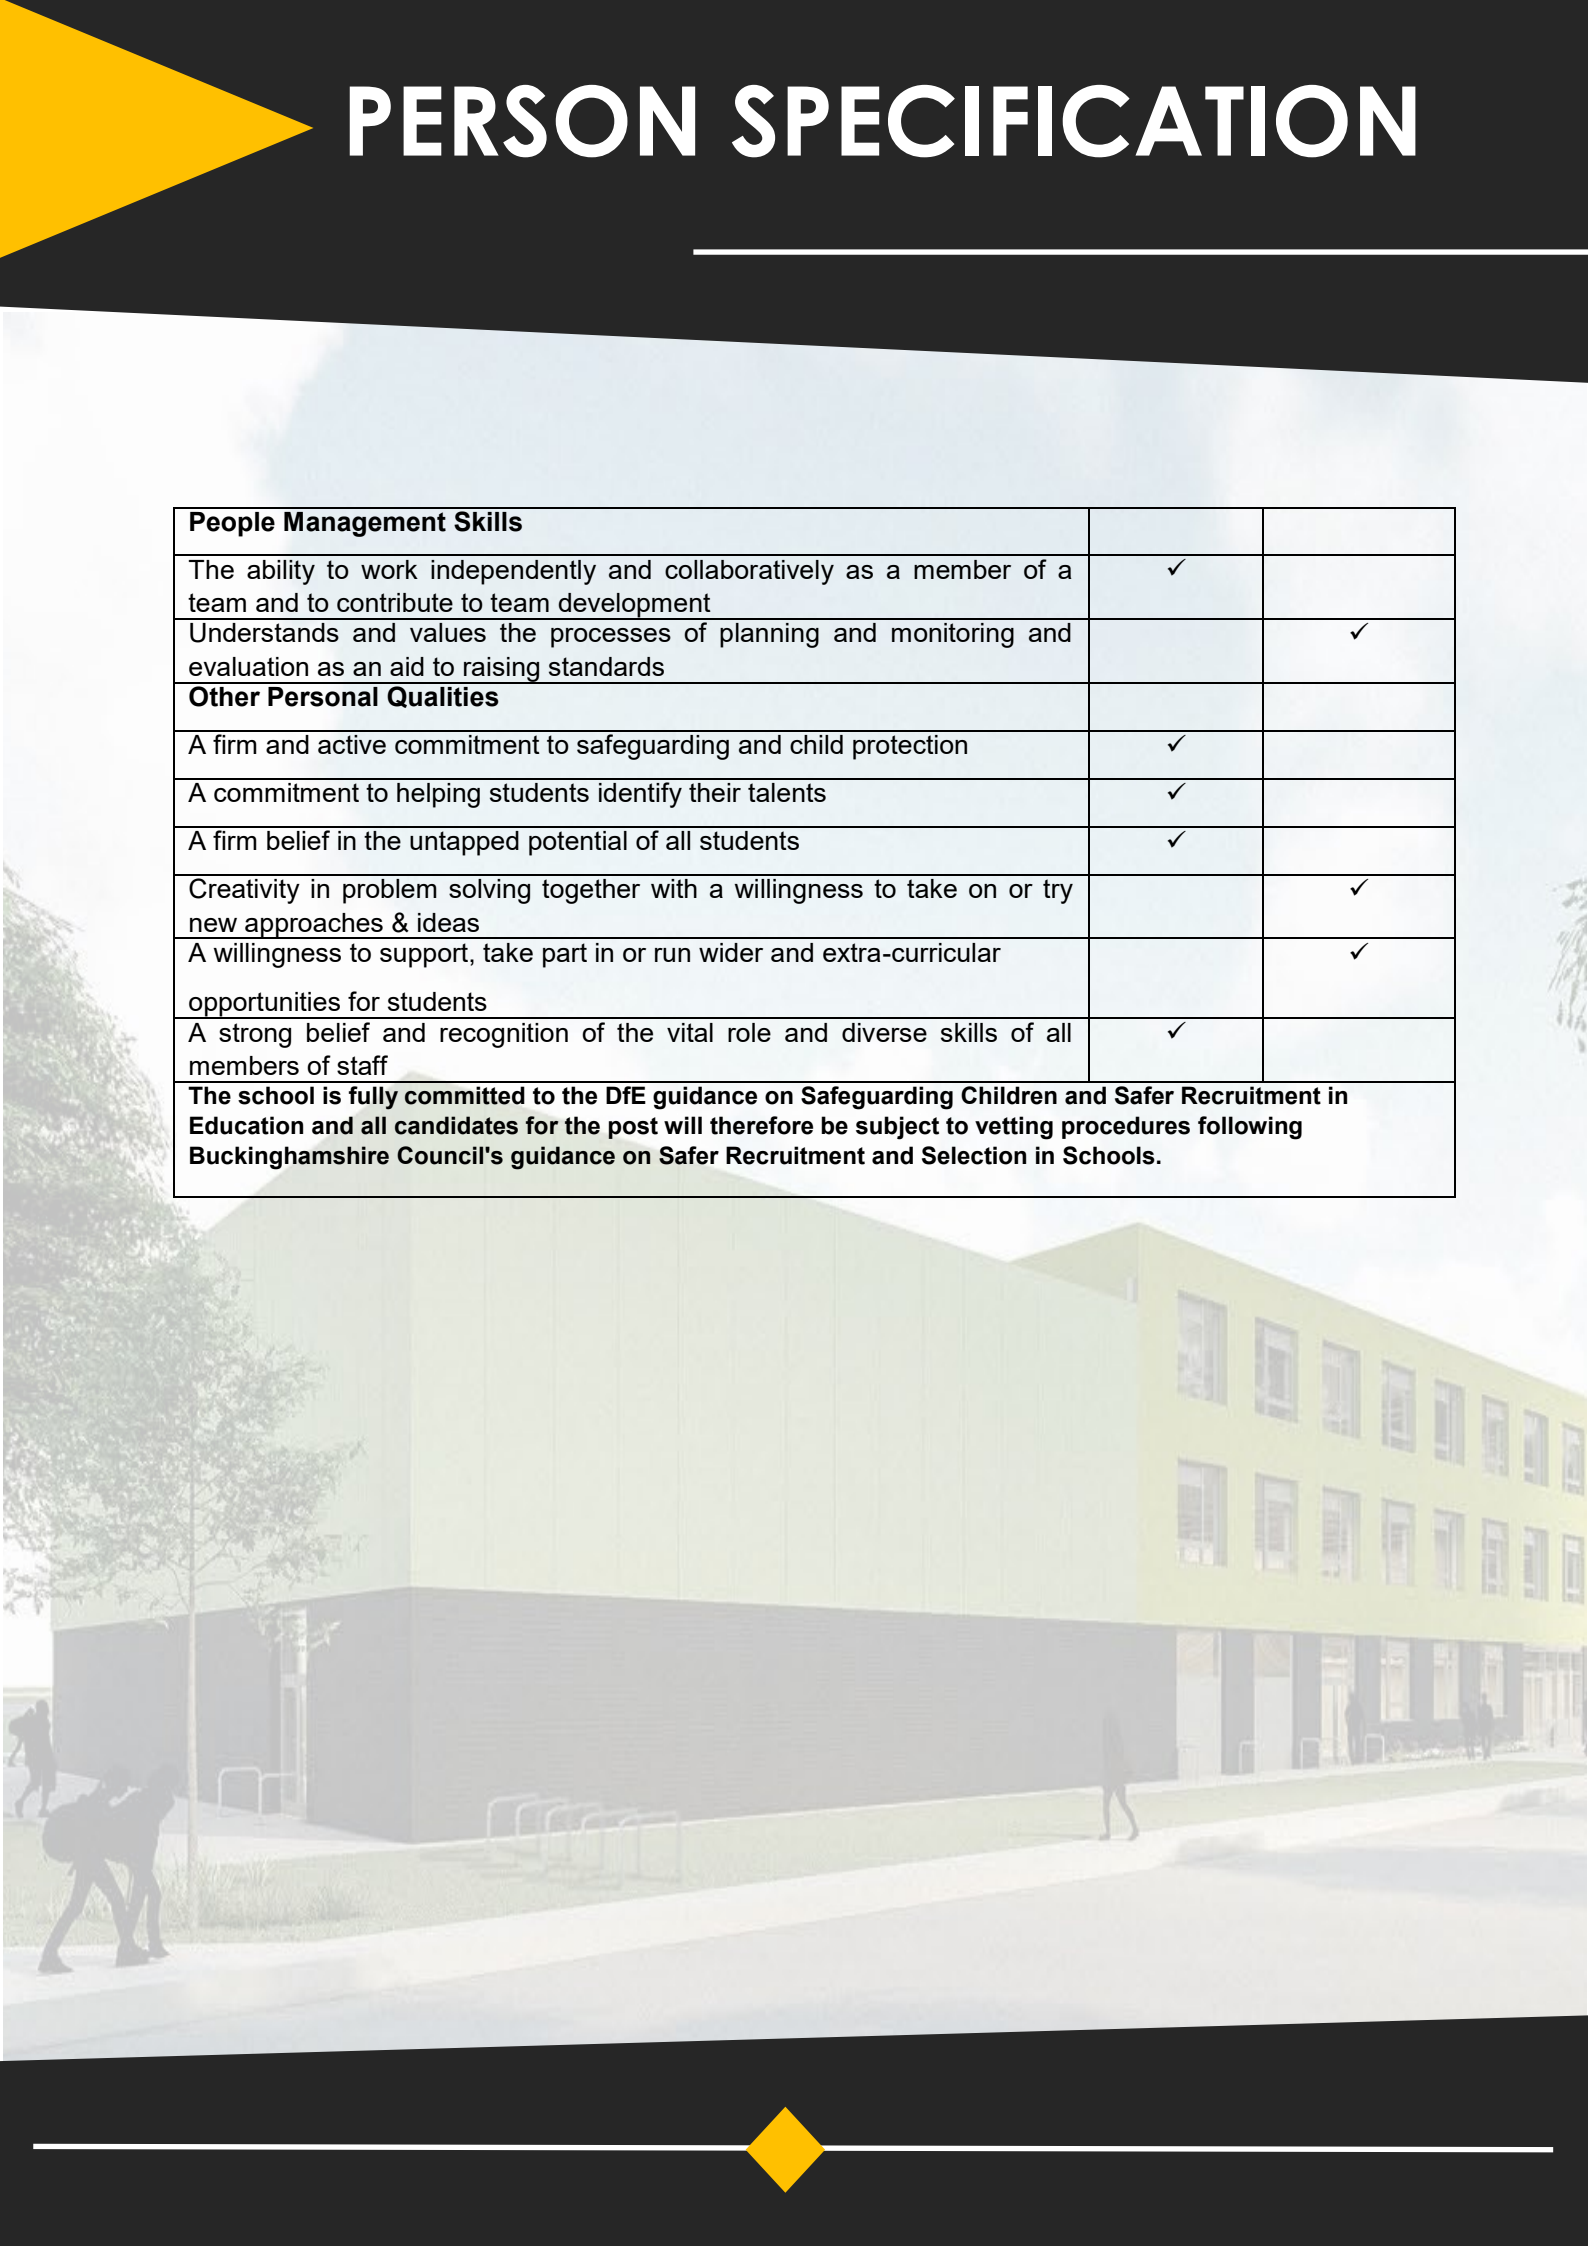 PERSON SPECIFICATION
People Management Skills
The ability to work independently and collaboratively as a member of a ✓
team and to contribute to team development
Understands and values the processes of planning and monitoring and ✓
evaluation as an aid to raising standards
Other Personal Qualities
A firm and active commitment to safeguarding and child protection ✓
A commitment to helping students identify their talents ✓
A firm belief in the untapped potential of all students ✓
Creativity in problem solving together with a willingness to take on or try ✓
new approaches & ideas
A willingness to support, take part in or run wider and extra-curricular ✓
opportunities for students
A strong belief and recognition of the vital role and diverse skills of all ✓
members of staff
The school is fully committed to the DfE guidance on Safeguarding Children and Safer Recruitment in
Education and all candidates for the post will therefore be subject to vetting procedures following
Buckinghamshire Council's guidance on Safer Recruitment and Selection in Schools.